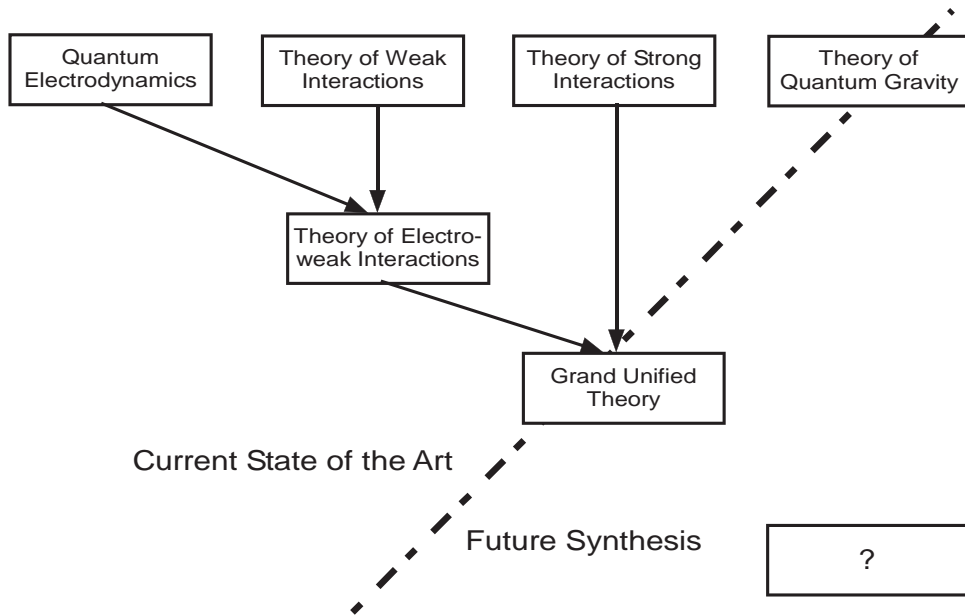 Quantum
Electrodynamics
Theory of Weak
Interactions
Theory of Strong
Interactions
Theory of
Quantum Gravity
Theory of Electro-
weak Interactions
Grand Unified
Theory
Current State of the Art
Future Synthesis
?